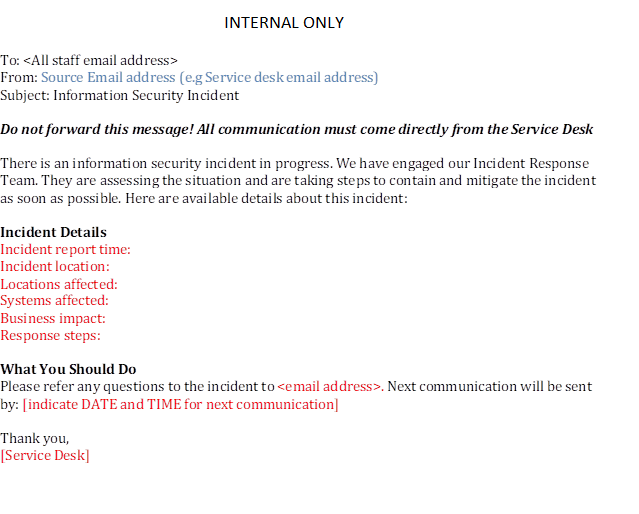 INTERNAL ONLY
To: <All staff email address>
From: Source Email address (e.g Service desk email address)
Subject: Information Security Incident
Do not forward this message! All communication must come directly from the Service Desk
There is an information security incident in progress. We have engaged our Incident Response
Team. They are assessing the situation and are taking steps to contain and mitigate the incident
as soon as possible. Here are available details about this incident:
Incident Details
Incident report time:
Incident location:
Locations affected:
Systems affected:
Business impact:
Response steps:
What You Should Do
Please refer any questions to the incident to <email address>. Next communication will be sent
by: [indicate DATE and TIME for next communication]
Thank you,
[Service Desk]